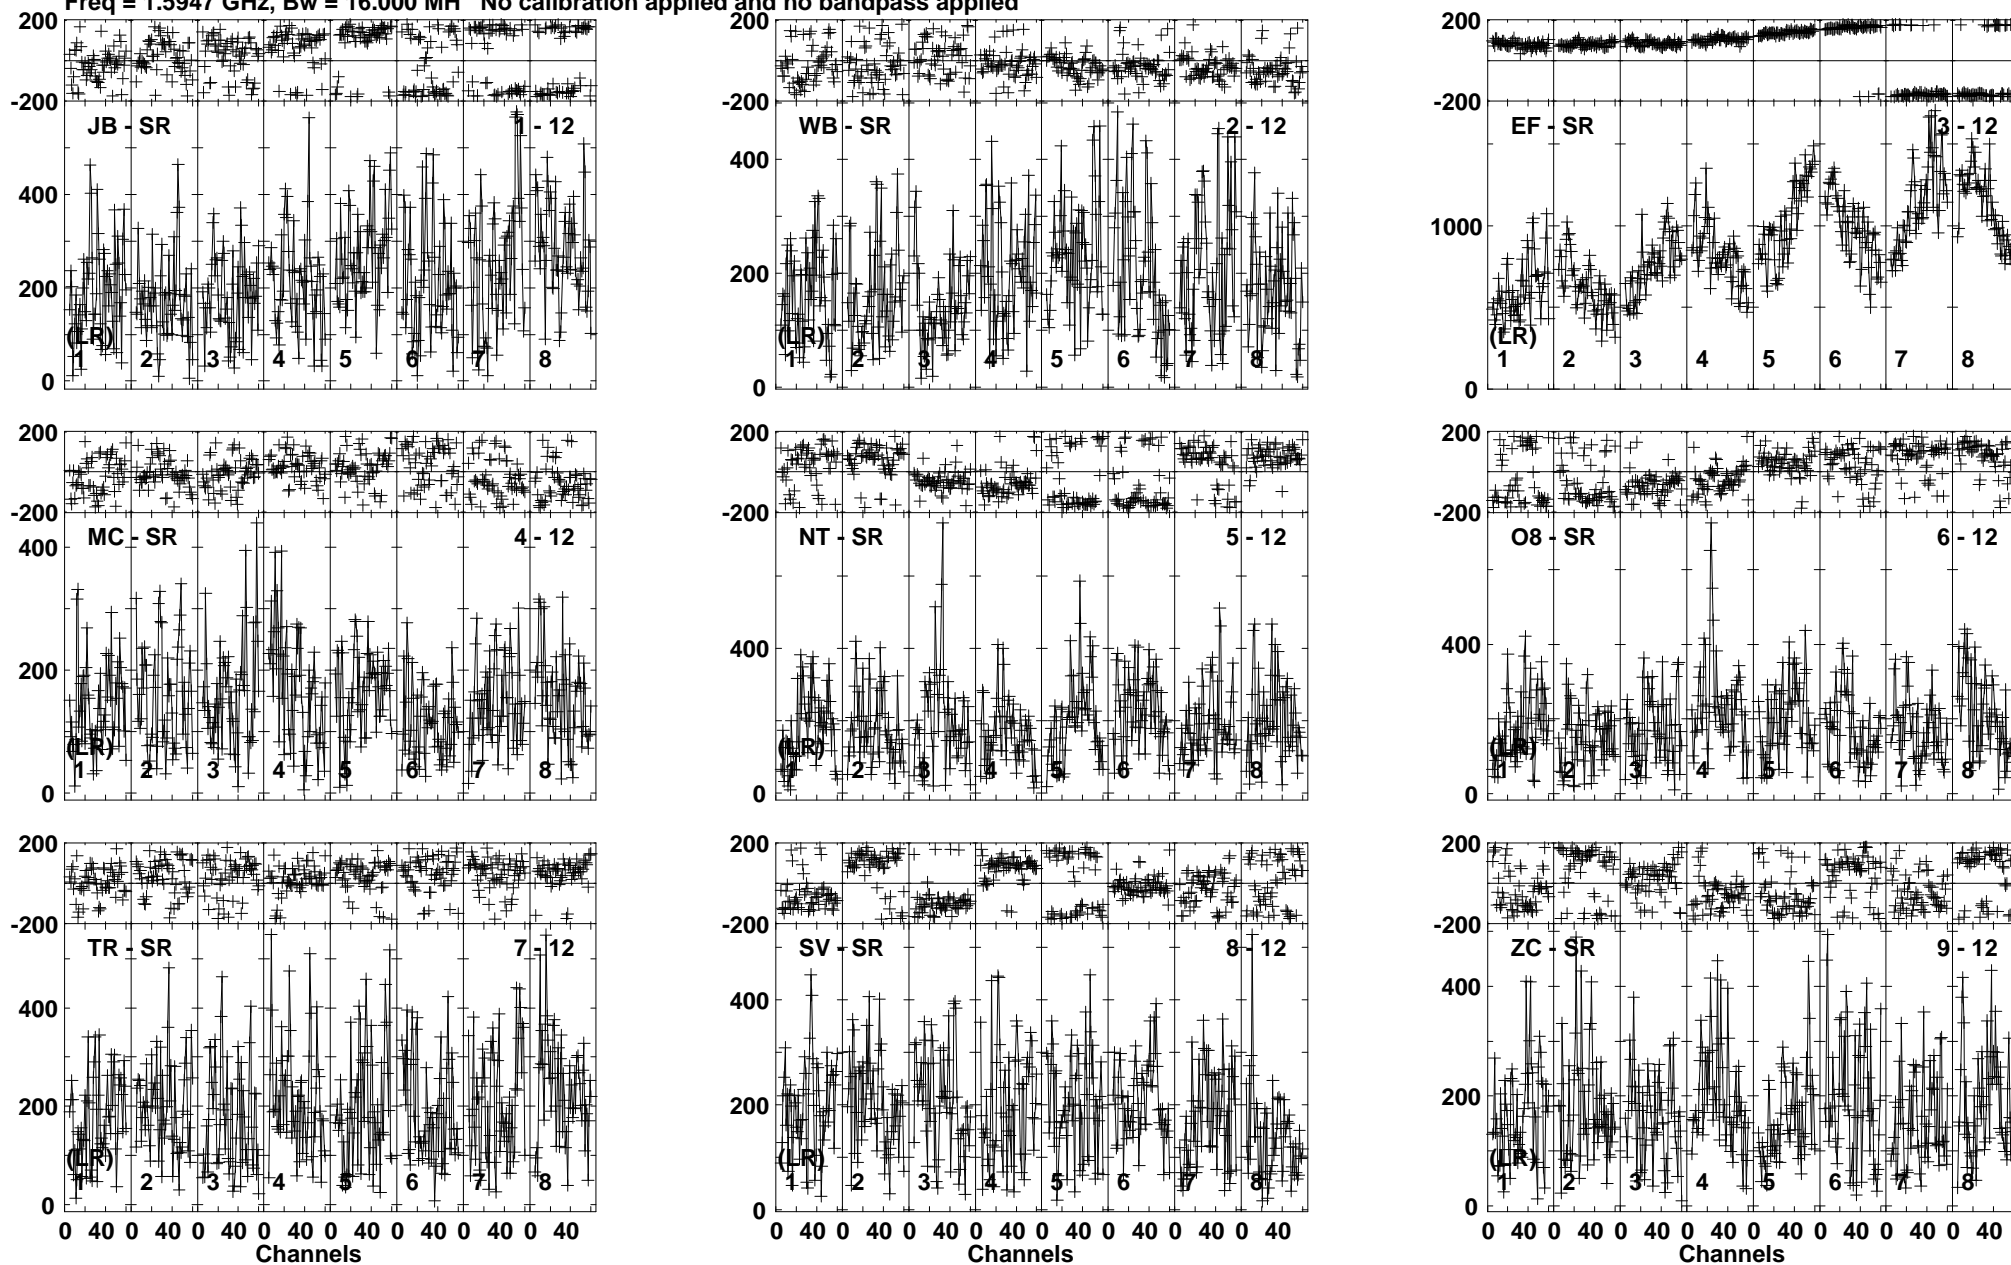 Freq = 1.5947 GHz, Bw = 16.000 MH No calibration applied and no bandpass applied
200
-200
JB - SR
1 - 12
400
200
0
(LR)
1 2 3 4 5 6 7 8
200
-200
WB - SR
2 - 12
400
200
0
(LR)
1 2 3 4 5 6 7 8
200
-200
EF - SR
3 - 12
1000
0
(LR)
1 2 3 4 5 6 7 8
200
-200
MC - SR
4 - 12
400
200
0
(LR)
1 2 3 4 5 6 7 8
200
-200
NT - SR
5 - 12
400
0
(LR)
1 2 3 4 5 6 7 8
200
-200
O8 - SR
6 - 12
400
0
(LR)
1 2 3 4 5 6 7 8
200
-200
TR - SR
7 - 12
400
200
0
(LR)
1 2 3 4 5 6 7 8
0 40 0 40 0 40 0 40 0 40 0 40 0 40 0 40
Channels
200
-200
SV - SR
8 - 12
400
200
0
(LR)
1 2 3 4 5 6 7 8
0 40 0 40 0 40 0 40 0 40 0 40 0 40 0 40
Channels
200
-200
ZC - SR
9 - 12
400
200
0
(LR)
1 2 3 4 5 6 7 8
0 40 0 40 0 40 0 40 0 40 0 40 0 40 0 40
Channels